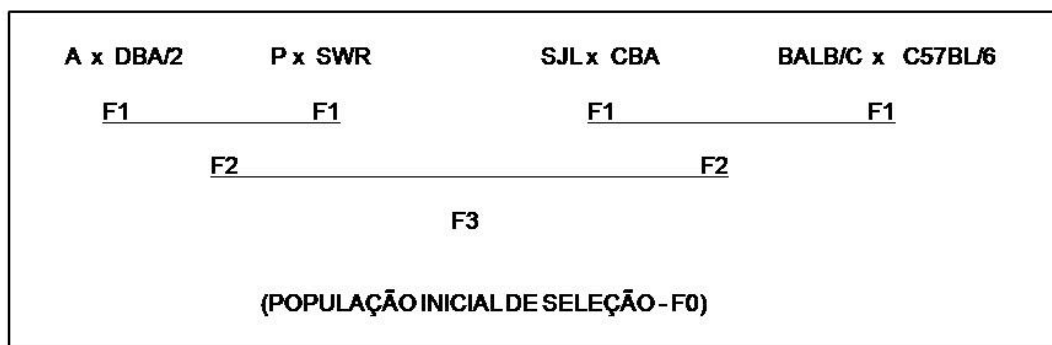 A x DBA/2 P x SWR SJL x CBA BALB/C x C57BL/6
F1 F1 F1 F1
F2 F2
F3
(POPULAÇÃO INICIAL DE SELEÇÃO - F0)